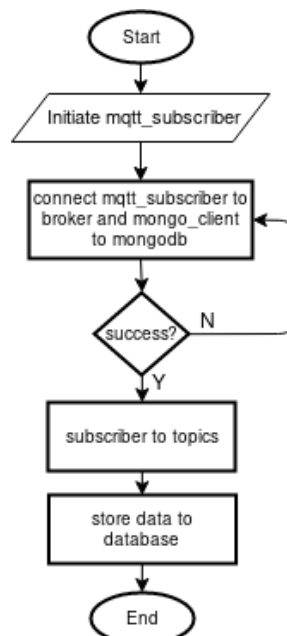 Start
Initiate mqtt_subscriber
connect mqtt_subscriber to
broker and mongo_client
to mongodb
success?
N
Y
subscriber to topics
store data to
database
End